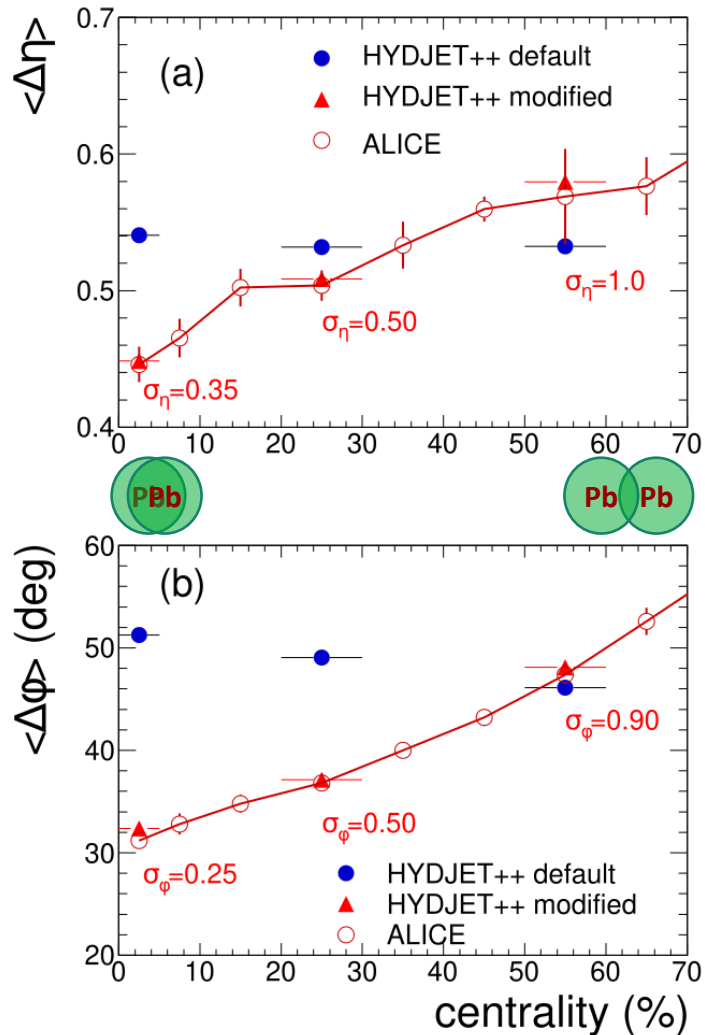 <Δη>
0.7
0.6
0.5
0.4
(a)
HYDJET++ default
HYDJET++ modified
ALICE
σ_η=1.0
σ_η=0.50
σ_η=0.35
0 10 20 30 40 50 60 70
Pb Pb Pb Pb
<Δφ> (deg)
60
50
40
30
20
(b)
σ_φ=0.90
σ_φ=0.50
σ_φ=0.25
HYDJET++ default
HYDJET++ modified
ALICE
0 10 20 30 40 50 60 70
centrality (%)